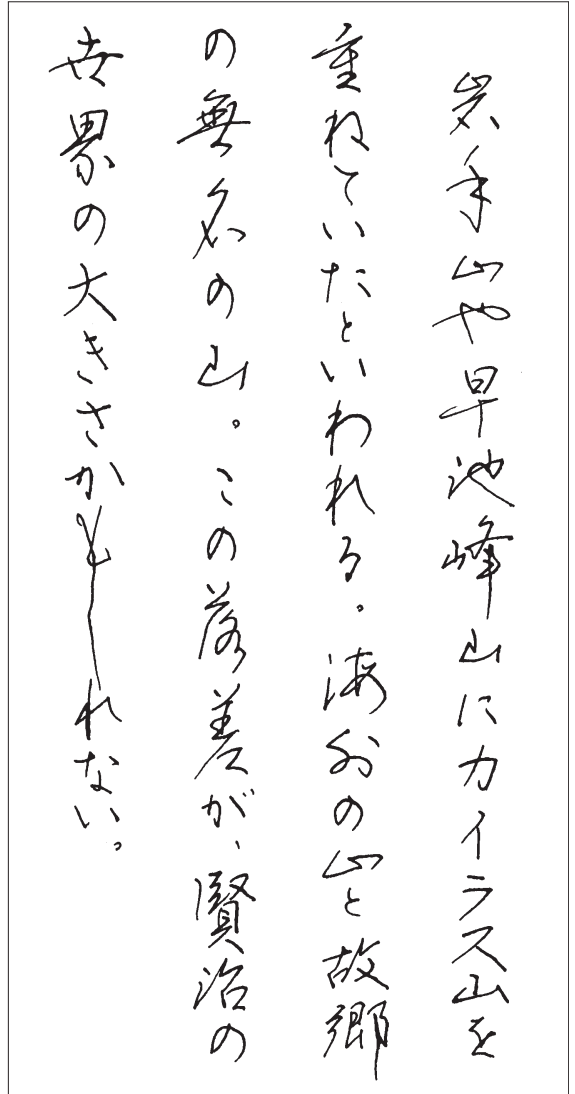 岩手山や早池峰山にカイラス山を
重ねていたといわれる。海外の山と故郷
の無名の山。この落差が、賢治の
世界の大きさかもしれない。